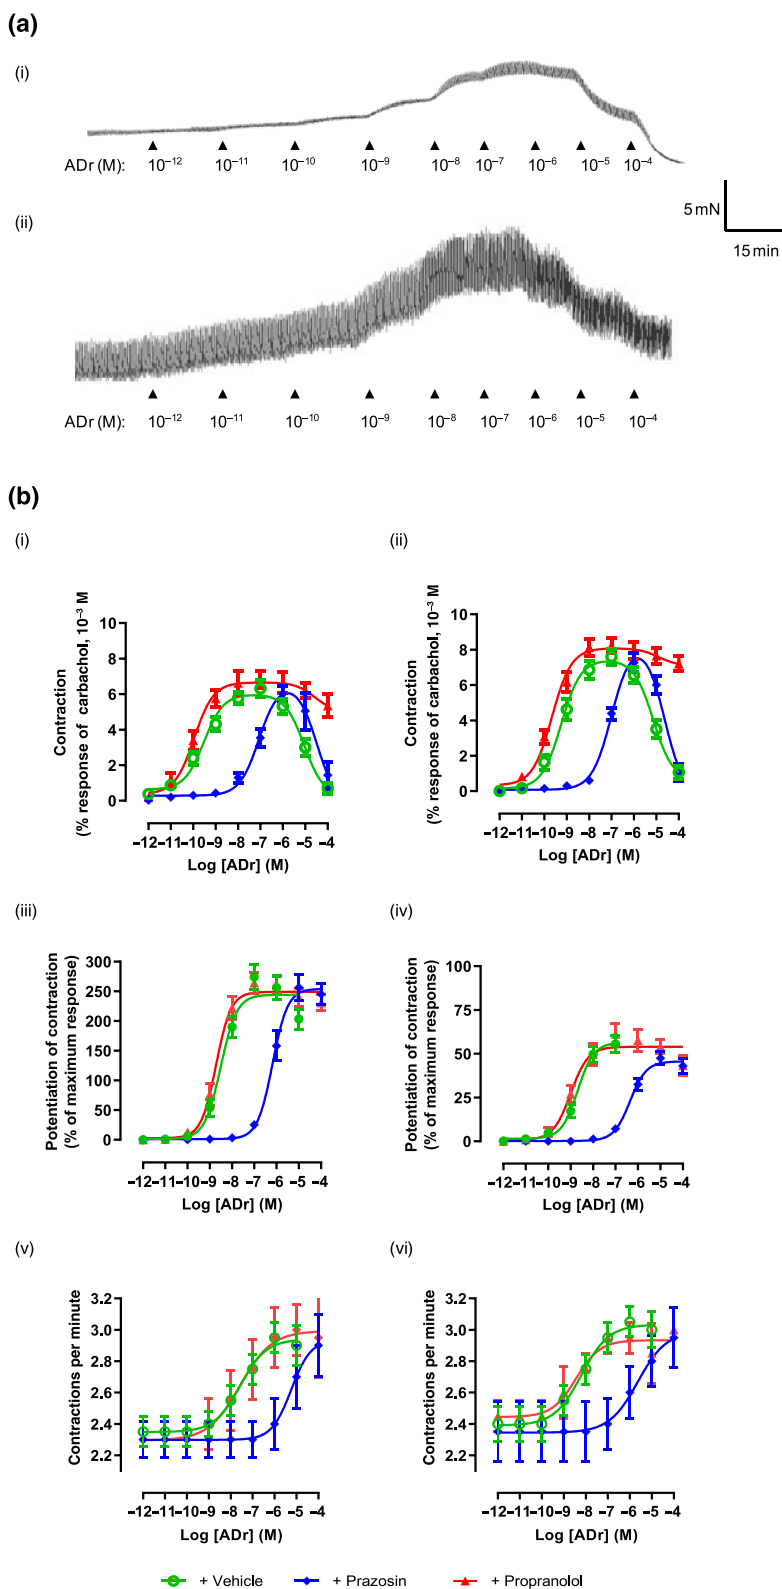 (a)
(i)
ADr (M): 10⁻¹² 10⁻¹¹ 10⁻¹⁰ 10⁻⁹ 10⁻⁸ 10⁻⁷ 10⁻⁶ 10⁻⁵ 10⁻⁴
5 mN
15 min
(ii)
ADr (M): 10⁻¹² 10⁻¹¹ 10⁻¹⁰ 10⁻⁹ 10⁻⁸ 10⁻⁷ 10⁻⁶ 10⁻⁵ 10⁻⁴
(b)
(i)
Contraction
(% response of carbachol, 10⁻³ M
10
8
6
4
2
0
−12 −11 −10 −9 −8 −7 −6 −5 −4
Log [ADr] (M)
(ii)
Contraction
(% response of carbachol, 10⁻³ M
10
8
6
4
2
0
−12 −11 −10 −9 −8 −7 −6 −5 −4
Log [ADr] (M)
(iii)
Potentiation of contraction
(% of maximum response)
300
250
200
150
100
50
0
−12 −11 −10 −9 −8 −7 −6 −5 −4
Log [ADr] (M)
(iv)
Potentiation of contraction
(% of maximum response)
100
75
50
25
0
−12 −11 −10 −9 −8 −7 −6 −5 −4
Log [ADr] (M)
(v)
Contractions per minute
3.2
3.0
2.8
2.6
2.4
2.2
−12 −11 −10 −9 −8 −7 −6 −5 −4
Log [ADr] (M)
(vi)
Contractions per minute
3.2
3.0
2.8
2.6
2.4
2.2
−12 −11 −10 −9 −8 −7 −6 −5 −4
Log [ADr] (M)
+ Vehicle + Prazosin + Propranolol